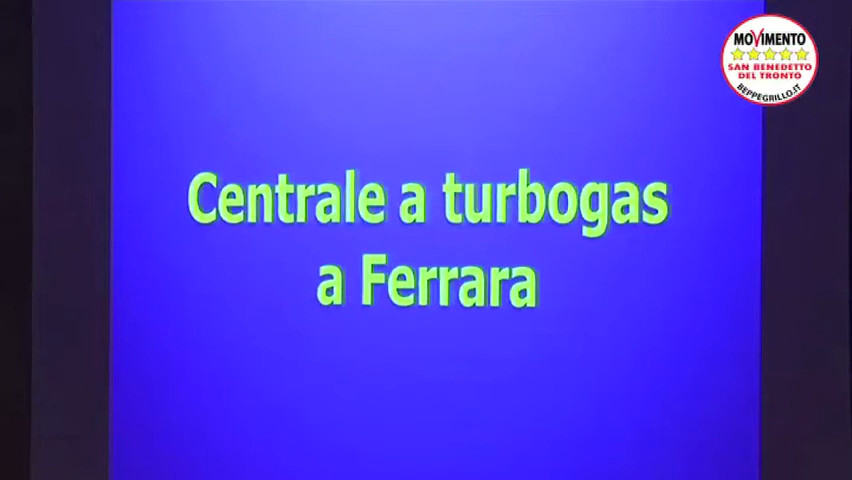 MOVIMENTO
SAN BENEDETTO
DEL TRONTO
BEPPEGRILLO.IT
Centrale a turbogas
a Ferrara